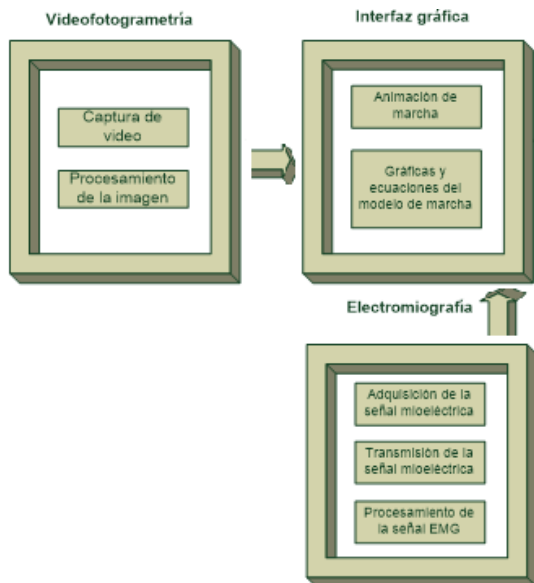 Videofotogrametría
Captura de
video
Procesamiento
de la imagen
Interfaz gráfica
Animación de
marcha
Gráficas y
ecuaciones del
modelo de marcha
Electromiografía
Adquisición de la
señal mioeléctrica
Transmisión de la
señal mioeléctrica
Procesamiento de
la señal EMG